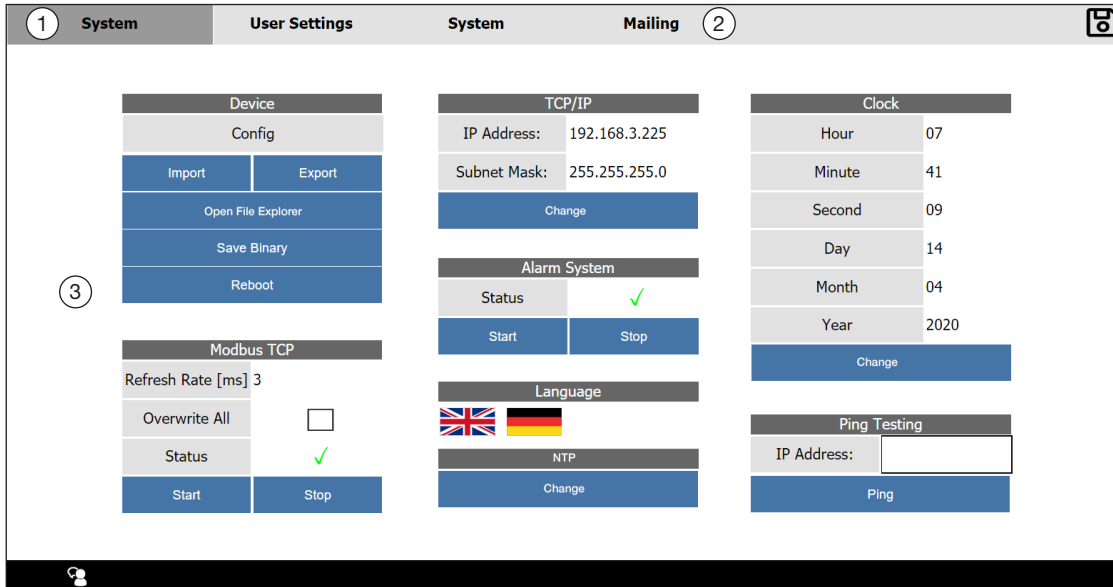 1 System User Settings System Mailing 2
Device
Config
Import Export
Open File Explorer
Save Binary
Reboot
3
Modbus TCP
Refresh Rate [ms] 3
Overwrite All
Status
Start Stop
TCP/IP
IP Address: 192.168.3.225
Subnet Mask: 255.255.255.0
Change
Alarm System
Status
Start Stop
Language
NTP
Change
Clock
Hour 07
Minute 41
Second 09
Day 14
Month 04
Year 2020
Change
Ping Testing
IP Address:
Ping